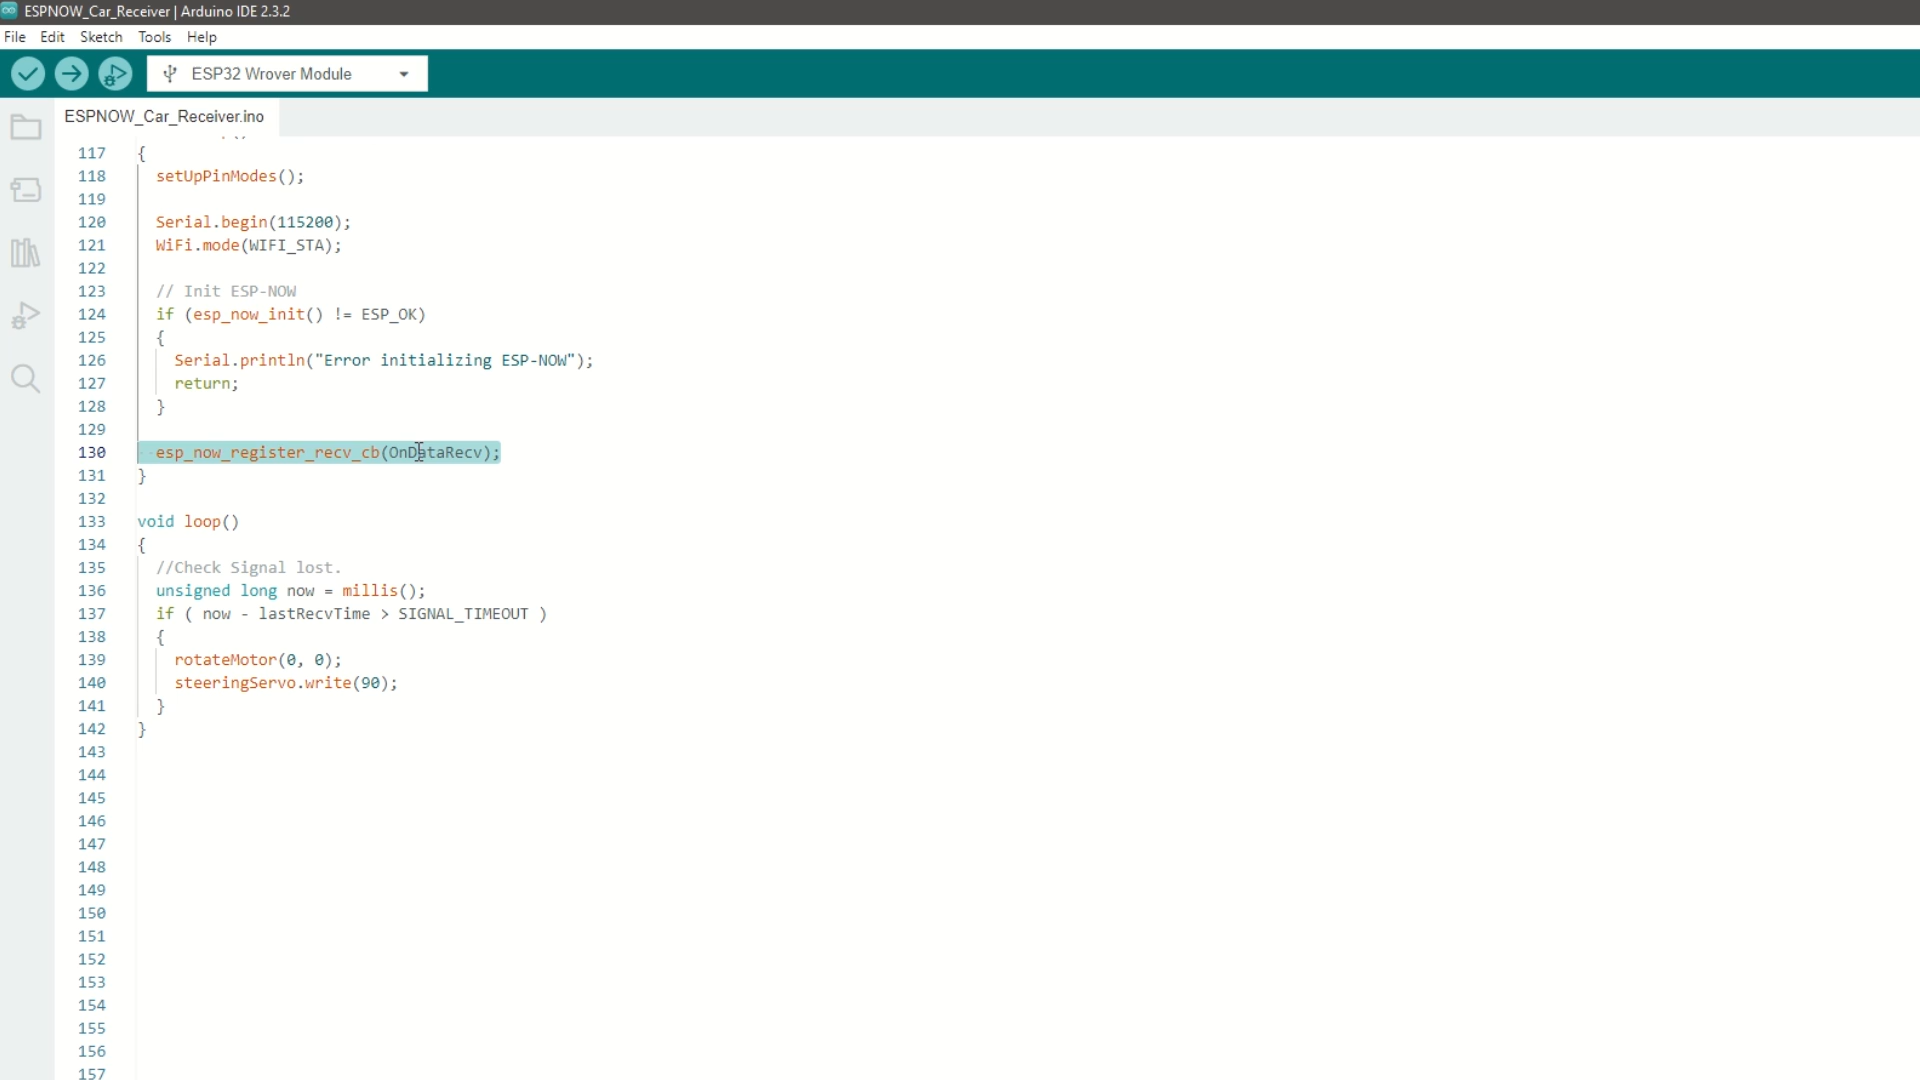 ESPNOW_Car_Receiver | Arduino IDE 2.3.2
File Edit Sketch Tools Help
ESP32 Wrover Module
ESPNOW_Car_Receiver.ino
117 {
118 setUpPinModes();
119
120 Serial.begin(115200);
121 WiFi.mode(WIFI_STA);
122
123 // Init ESP-NOW
124 if (esp_now_init() != ESP_OK)
125 {
126 Serial.println("Error initializing ESP-NOW");
127 return;
128 }
129
130 esp_now_register_recv_cb(OnDataRecv);
131 }
132
133 void loop()
134 {
135 //Check Signal lost.
136 unsigned long now = millis();
137 if ( now - lastRecvTime > SIGNAL_TIMEOUT )
138 {
139 rotateMotor(0, 0);
140 steeringServo.write(90);
141 }
142 }
143
144
145
146
147
148
149
150
151
152
153
154
155
156
157